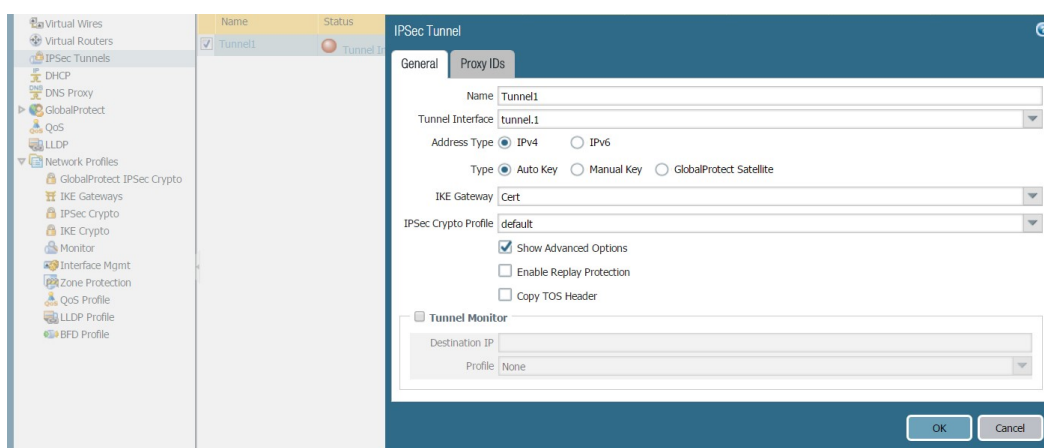 Virtual Wires
Virtual Routers
IPSec Tunnels
DHCP
DNS Proxy
GlobalProtect
QoS
LLDP
Network Profiles
GlobalProtect IPSec Crypto
IKE Gateways
IPSec Crypto
IKE Crypto
Monitor
Interface Mgmt
Zone Protection
QoS Profile
LLDP Profile
BFD Profile
Name Status
Tunnel1 Tunnel
IPSec Tunnel
General Proxy IDs
Name Tunnel1
Tunnel Interface tunnel.1
Address Type IPv4 IPv6
Type Auto Key Manual Key GlobalProtect Satellite
IKE Gateway Cert
IPSec Crypto Profile default
Show Advanced Options
Enable Replay Protection
Copy TOS Header
Tunnel Monitor
Destination IP
Profile None
OK Cancel